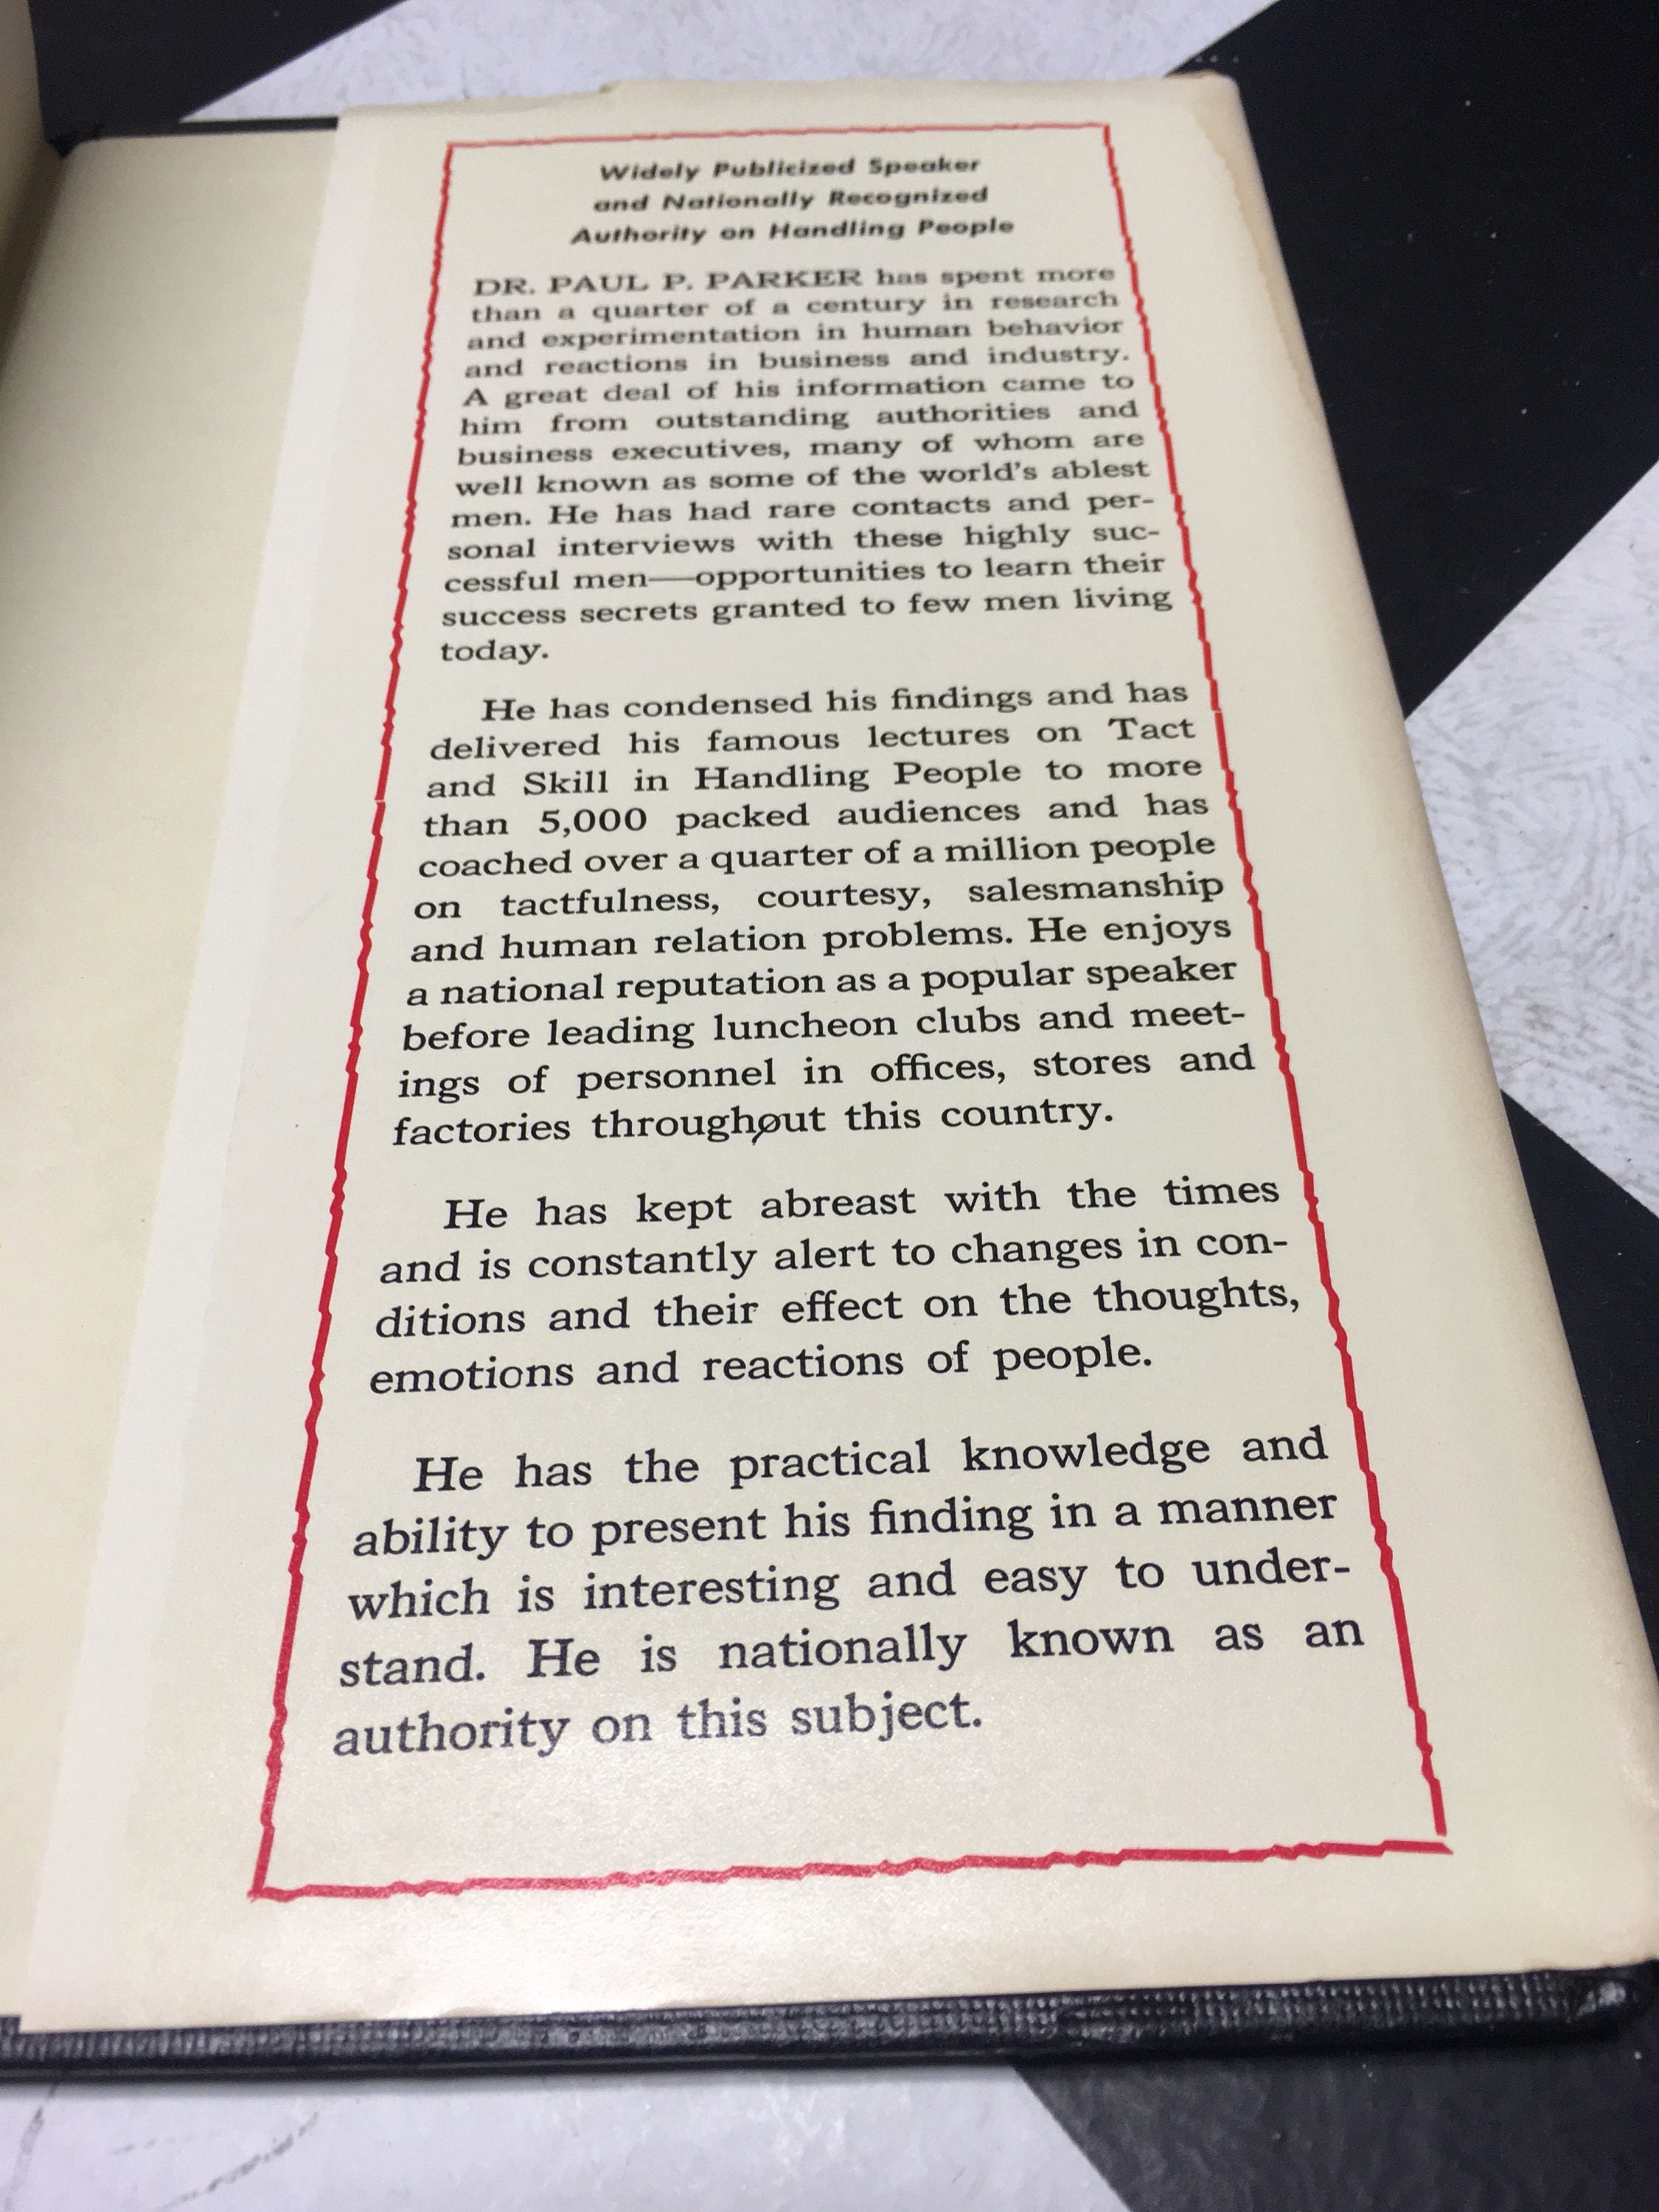 Widely Publicized Speaker
and Nationally Recognized
Authority on Handling People
DR. PAUL P. PARKER has spent more
than a quarter of a century in research
and experimentation in human behavior
and reactions in business and industry.
A great deal of his information came to
him from outstanding authorities and
business executives, many of whom are
well known as some of the world's ablest
men. He has had rare contacts and per-
sonal interviews with these highly suc-
cessful men—opportunities to learn their
success secrets granted to few men living
today.
He has condensed his findings and has
delivered his famous lectures on Tact
and Skill in Handling People to more
than 5,000 packed audiences and has
coached over a quarter of a million people
on tactfulness, courtesy, salesmanship
and human relation problems. He enjoys
a national reputation as a popular speaker
before leading luncheon clubs and meet-
ings of personnel in offices, stores and
factories throughout this country.
He has kept abreast with the times
and is constantly alert to changes in con-
ditions and their effect on the thoughts,
emotions and reactions of people.
He has the practical knowledge and
ability to present his finding in a manner
which is interesting and easy to under-
stand. He is nationally known as an
authority on this subject.